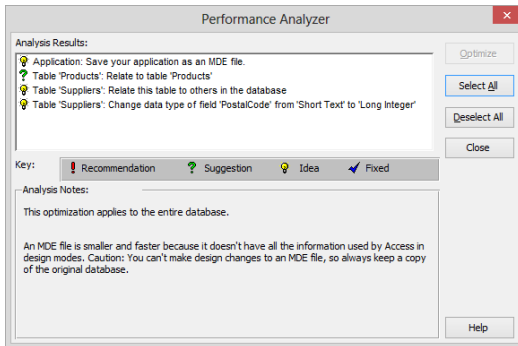 Performance Analyzer
Analysis Results:
Application: Save your application as an MDE file.
Table 'Products': Relate to table 'Products'
Table 'Suppliers': Relate this table to others in the database
Table 'Suppliers': Change data type of field 'PostalCode' from 'Short Text' to 'Long Integer'
Optimize
Select All
Deselect All
Close
Key:
Recommendation
Suggestion
Idea
Fixed
Analysis Notes:
This optimization applies to the entire database.
An MDE file is smaller and faster because it doesn't have all the information used by Access in
design modes. Caution: You can't make design changes to an MDE file, so always keep a copy
of the original database.
Help